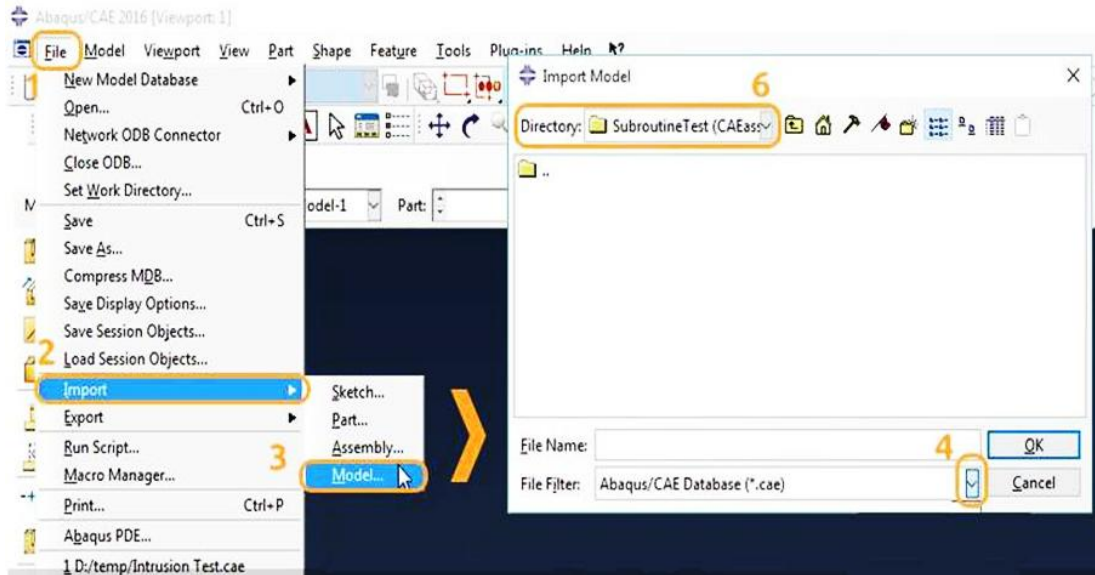 Abaqus/CAE 2016 [Viewport: 1]
File Model Viewport View Part Shape Feature Tools Plug-ins Help
1
New Model Database
Open... Ctrl+O
Network ODB Connector
Close ODB...
Set Work Directory...
odel-1 Part:
Save Ctrl+S
Save As...
Compress MDB...
Save Display Options...
Save Session Objects...
2
Load Session Objects...
Import
Export
Run Script...
Macro Manager...
Print... Ctrl+P
Abaqus PDE...
1 D:/temp/Intrusion Test.cae
Sketch...
Part...
Assembly...
3
Model...
Import Model
6
Directory: SubroutineTest (CAEass
..
File Name:
4
OK
File Filter: Abaqus/CAE Database (*.cae)
Cancel